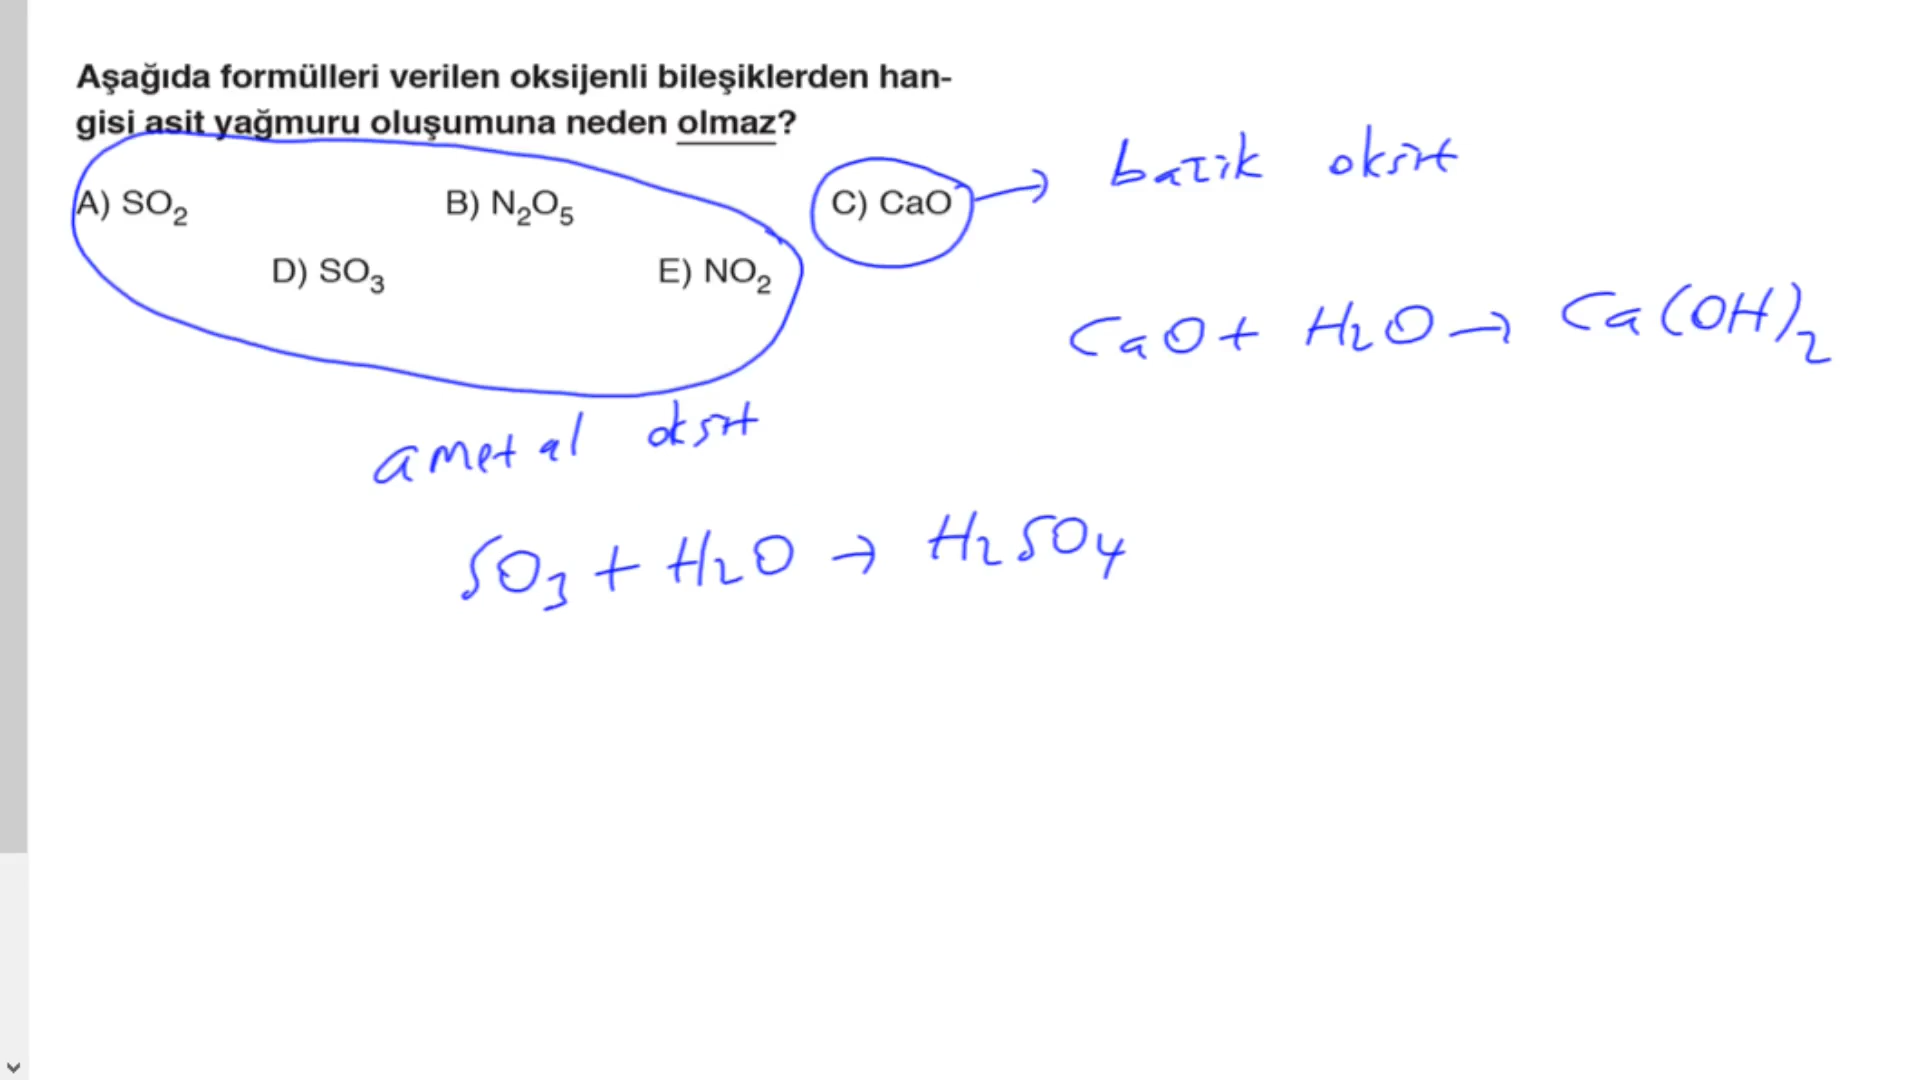 Aşağıda formülleri verilen oksijenli bileşiklerden han-
gisi asit yağmuru oluşumuna neden olmaz?
A) SO₂ B) N₂O₅ C) CaO → bazik oksit
D) SO₃ E) NO₂
CaO + H₂O → Ca(OH)₂
ametal oksit
SO₃ + H₂O → H₂SO₄